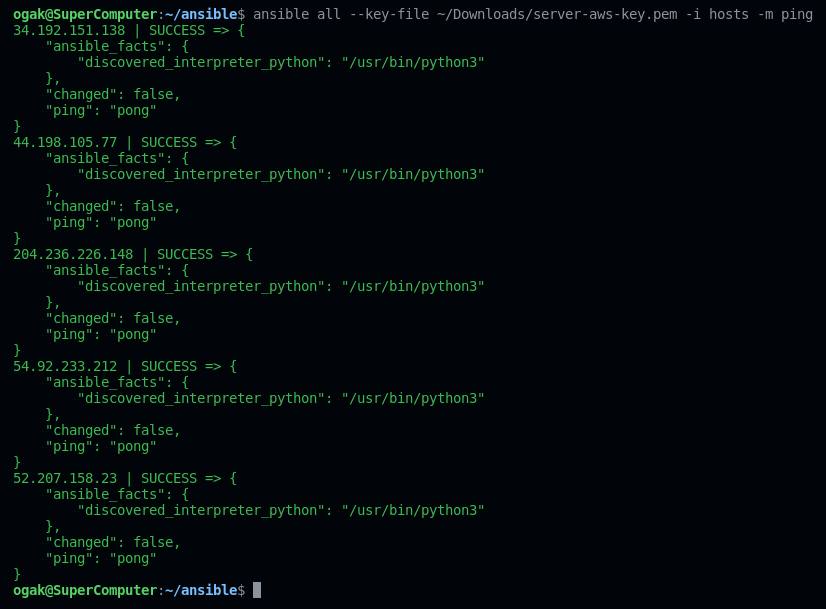 ogak@SuperComputer:~/ansible$ ansible all --key-file ~/Downloads/server-aws-key.pem -i hosts -m ping
34.192.151.138 | SUCCESS => {
    "ansible_facts": {
        "discovered_interpreter_python": "/usr/bin/python3"
    },
    "changed": false,
    "ping": "pong"
}
44.198.105.77 | SUCCESS => {
    "ansible_facts": {
        "discovered_interpreter_python": "/usr/bin/python3"
    },
    "changed": false,
    "ping": "pong"
}
204.236.226.148 | SUCCESS => {
    "ansible_facts": {
        "discovered_interpreter_python": "/usr/bin/python3"
    },
    "changed": false,
    "ping": "pong"
}
54.92.233.212 | SUCCESS => {
    "ansible_facts": {
        "discovered_interpreter_python": "/usr/bin/python3"
    },
    "changed": false,
    "ping": "pong"
}
52.207.158.23 | SUCCESS => {
    "ansible_facts": {
        "discovered_interpreter_python": "/usr/bin/python3"
    },
    "changed": false,
    "ping": "pong"
}
ogak@SuperComputer:~/ansible$